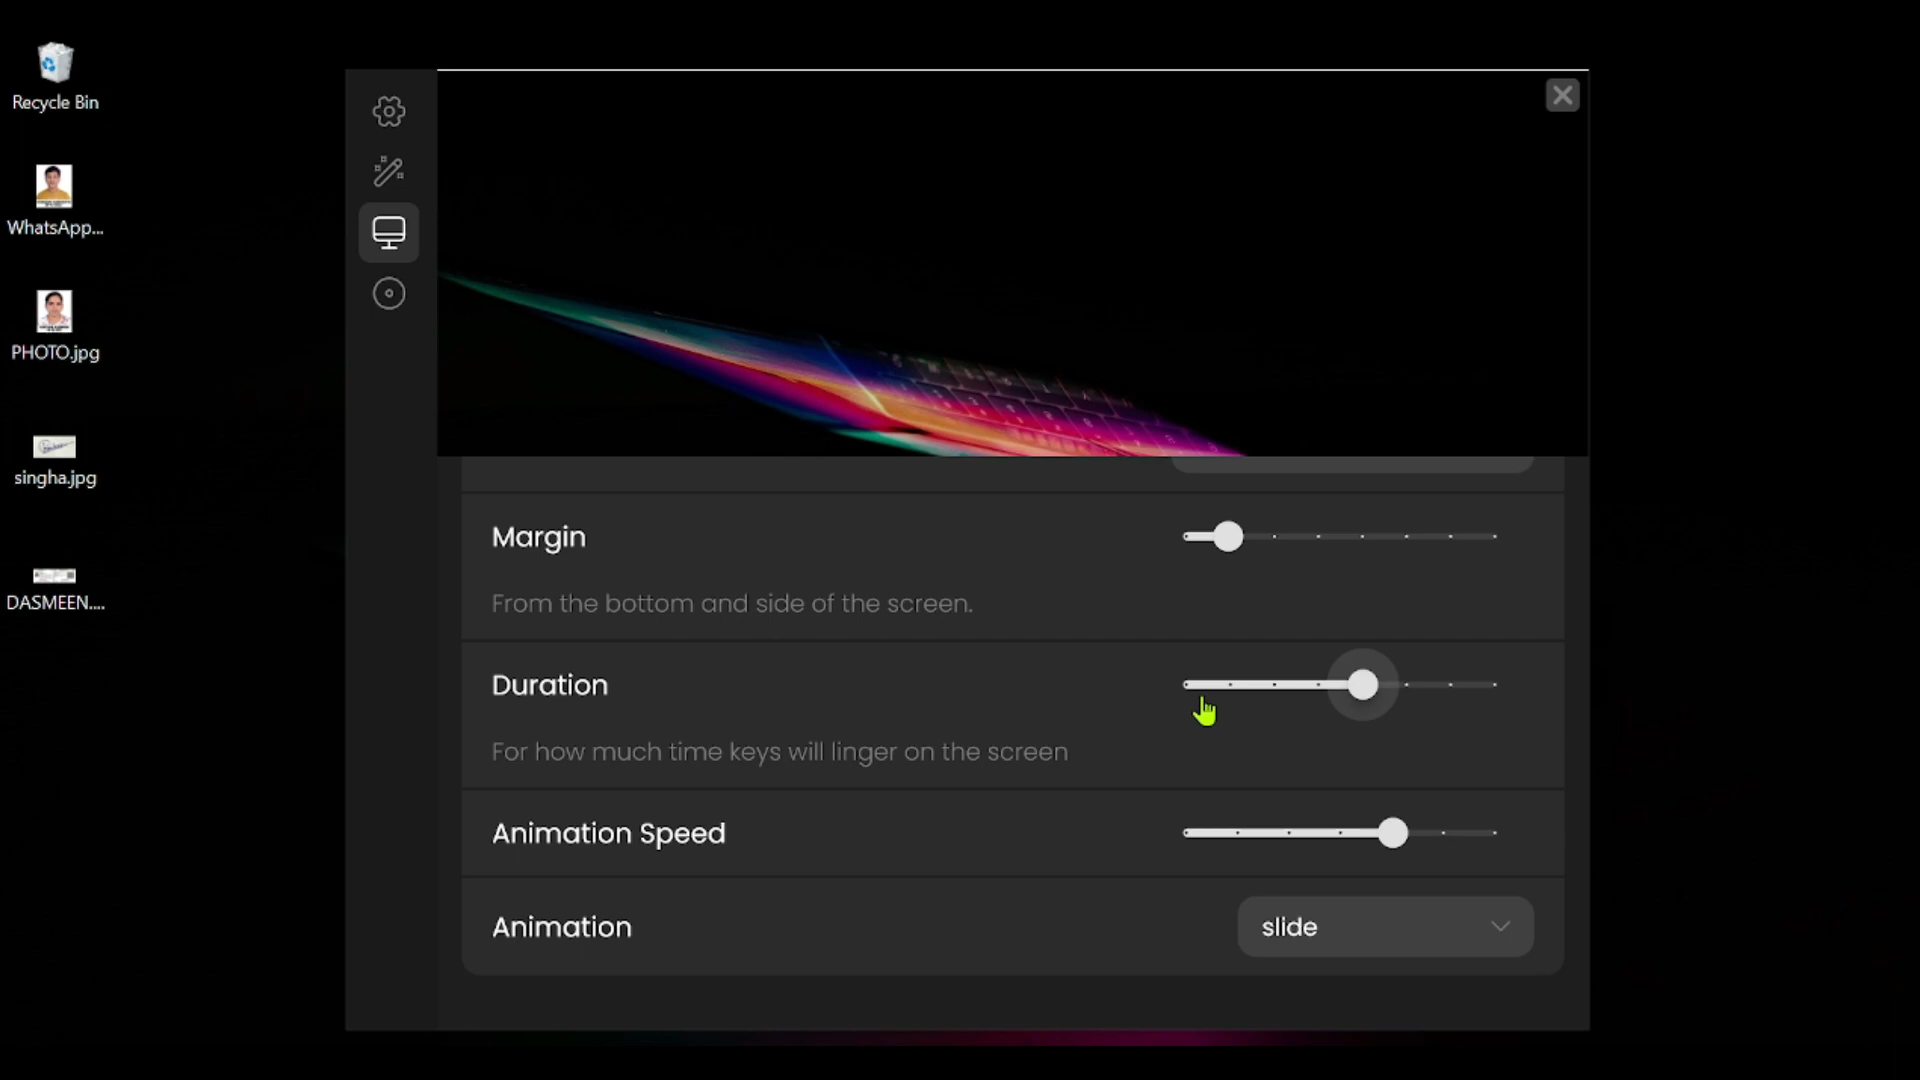 Recycle Bin
WhatsApp...
PHOTO.jpg
singha.jpg
DASMEEN....
Margin
From the bottom and side of the screen.
Duration
For how much time keys will linger on the screen
Animation Speed
Animation
slide